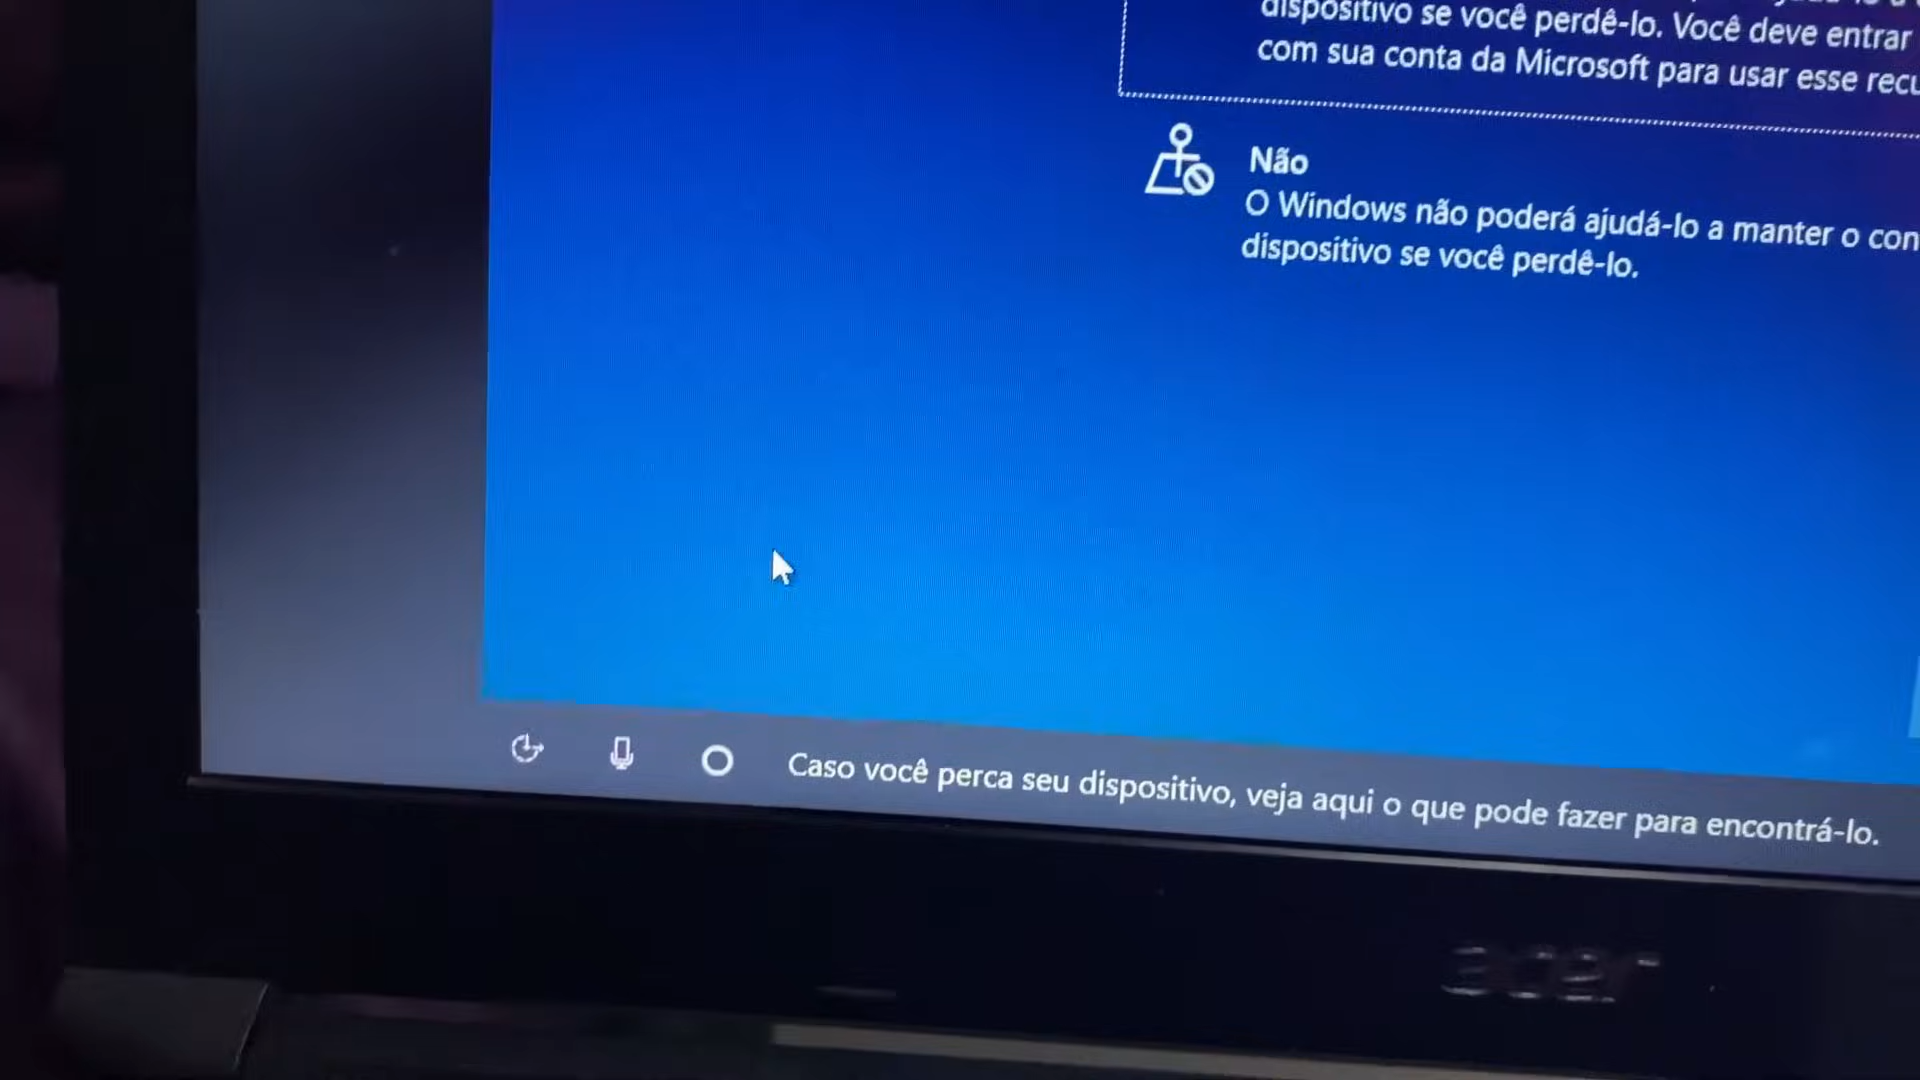 dispositivo se você perdê-lo. Você deve entrar
com sua conta da Microsoft para usar esse recu
Não
O Windows não poderá ajudá-lo a manter o con
dispositivo se você perdê-lo.
Caso você perca seu dispositivo, veja aqui o que pode fazer para encontrá-lo.
acer